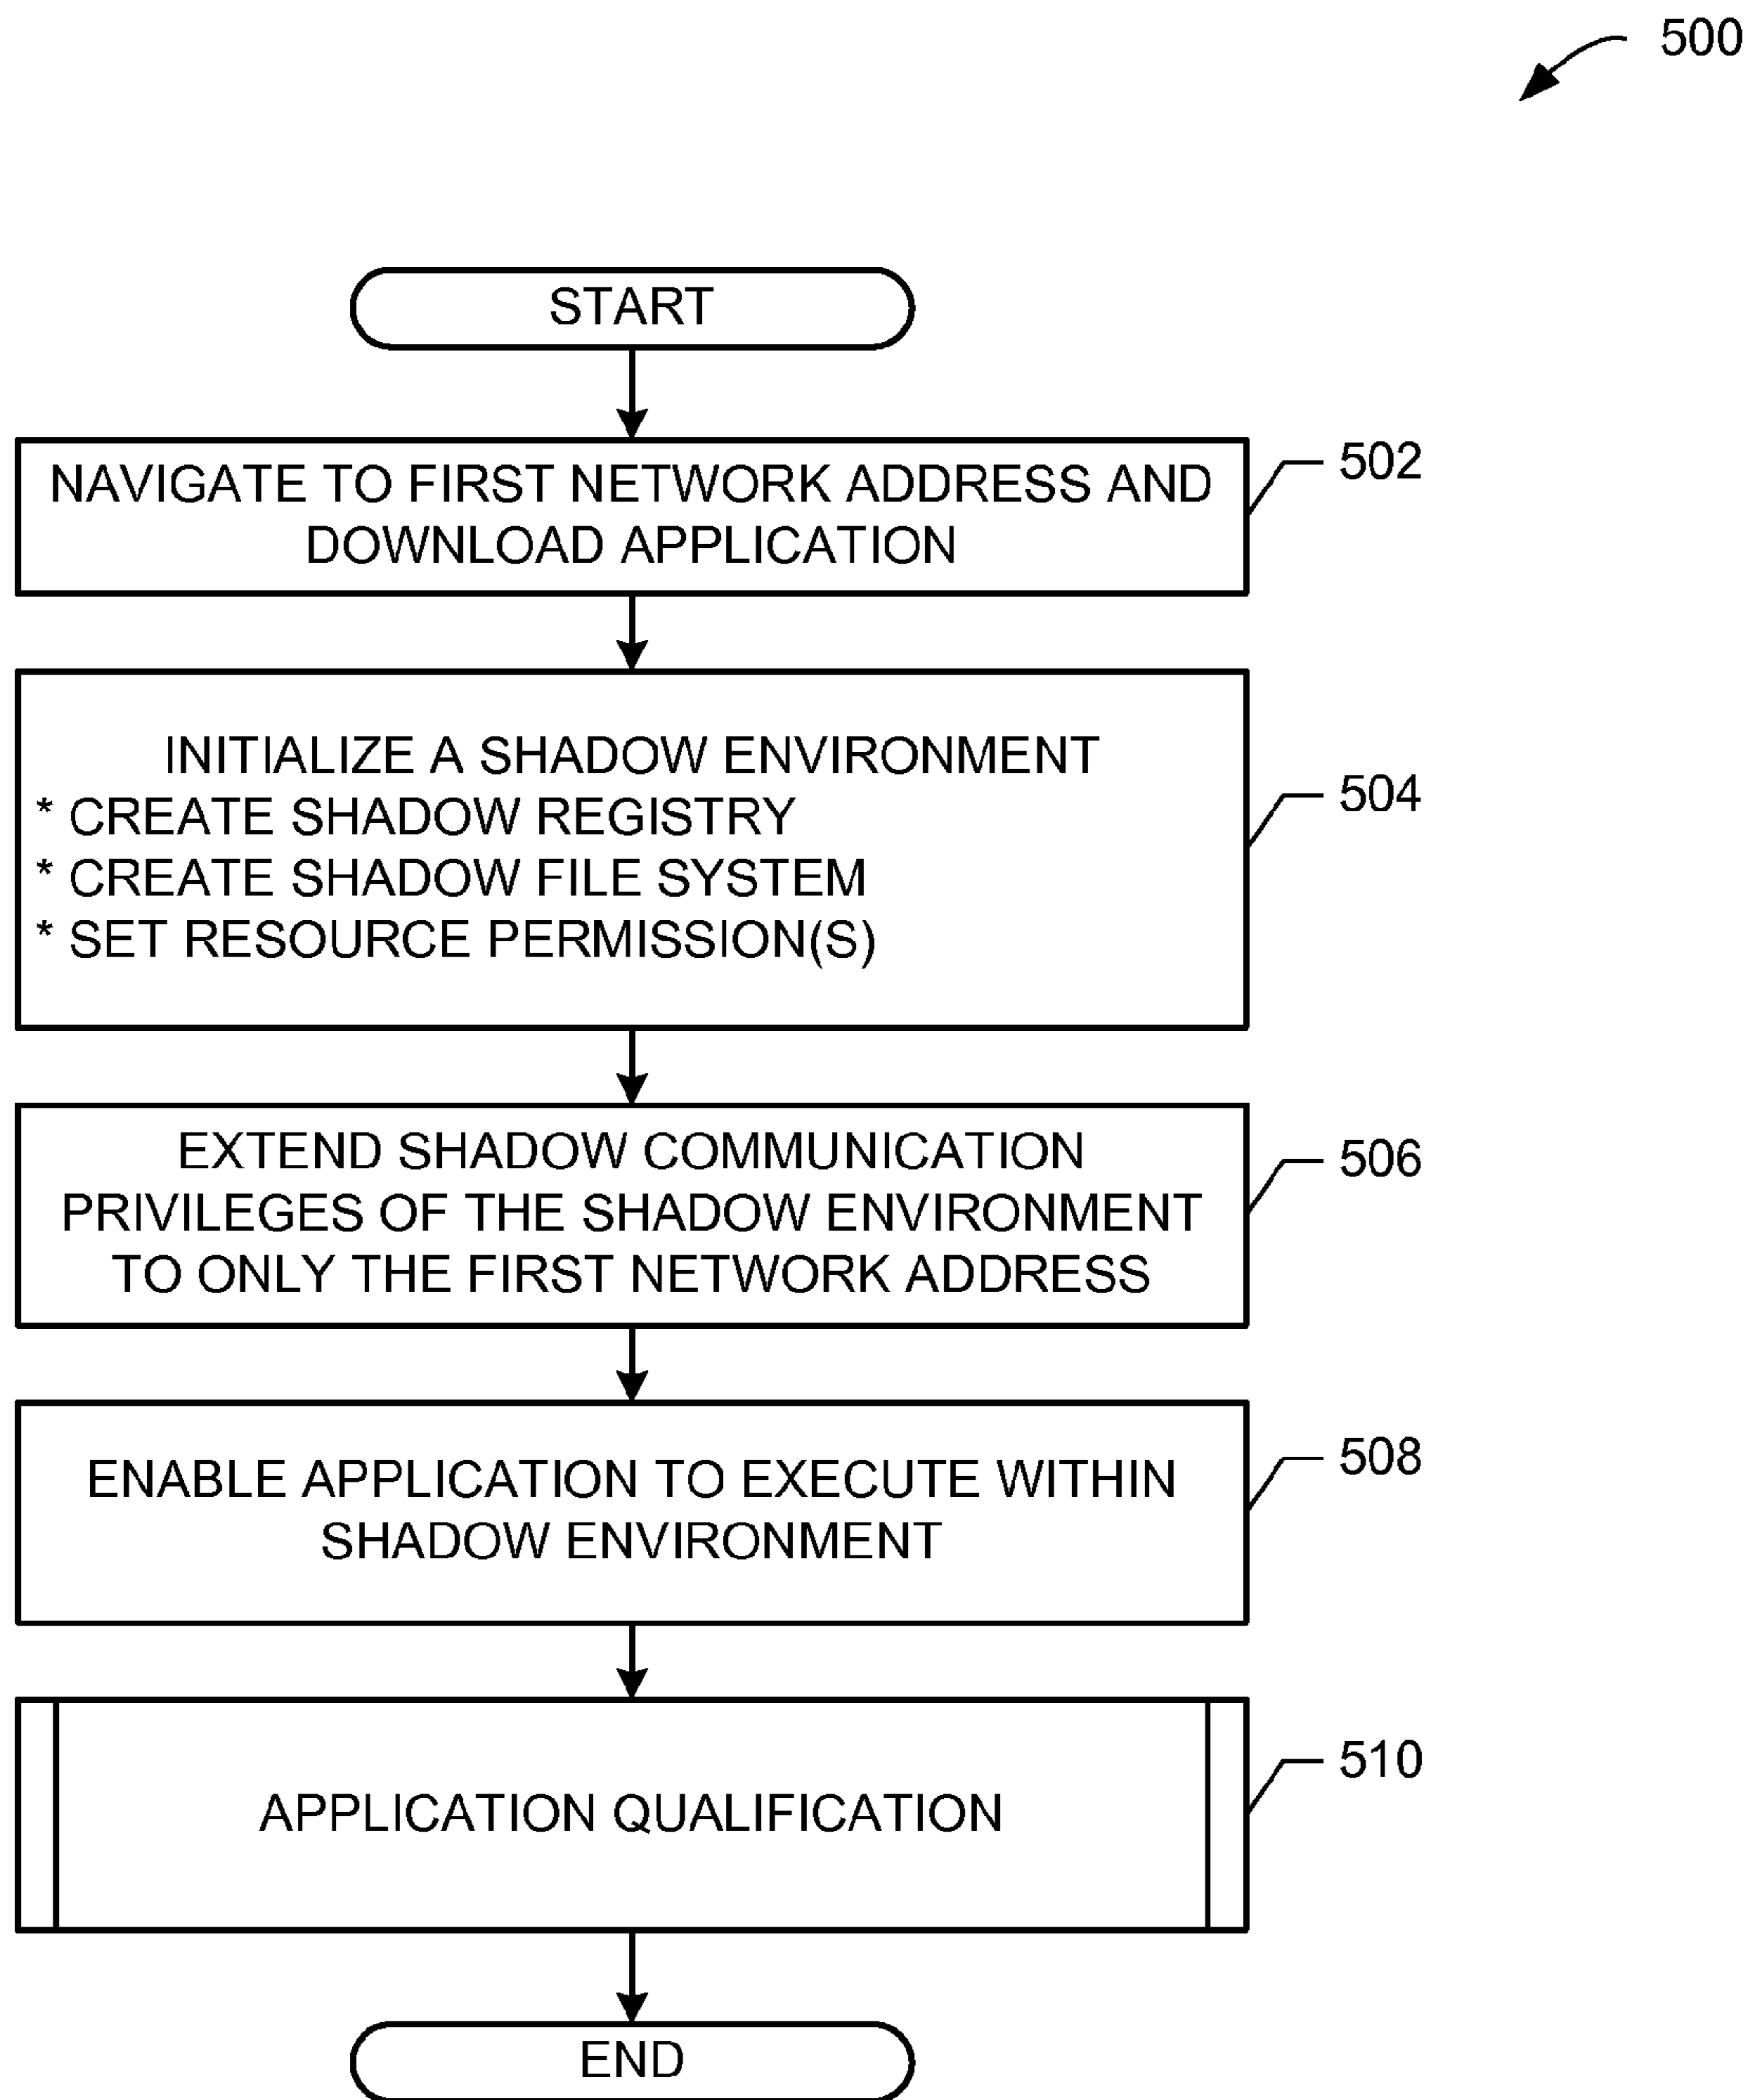 500
START
NAVIGATE TO FIRST NETWORK ADDRESS AND
DOWNLOAD APPLICATION
502
INITIALIZE A SHADOW ENVIRONMENT
* CREATE SHADOW REGISTRY
* CREATE SHADOW FILE SYSTEM
* SET RESOURCE PERMISSION(S)
504
EXTEND SHADOW COMMUNICATION
PRIVILEGES OF THE SHADOW ENVIRONMENT
TO ONLY THE FIRST NETWORK ADDRESS
506
ENABLE APPLICATION TO EXECUTE WITHIN
SHADOW ENVIRONMENT
508
APPLICATION QUALIFICATION
510
END